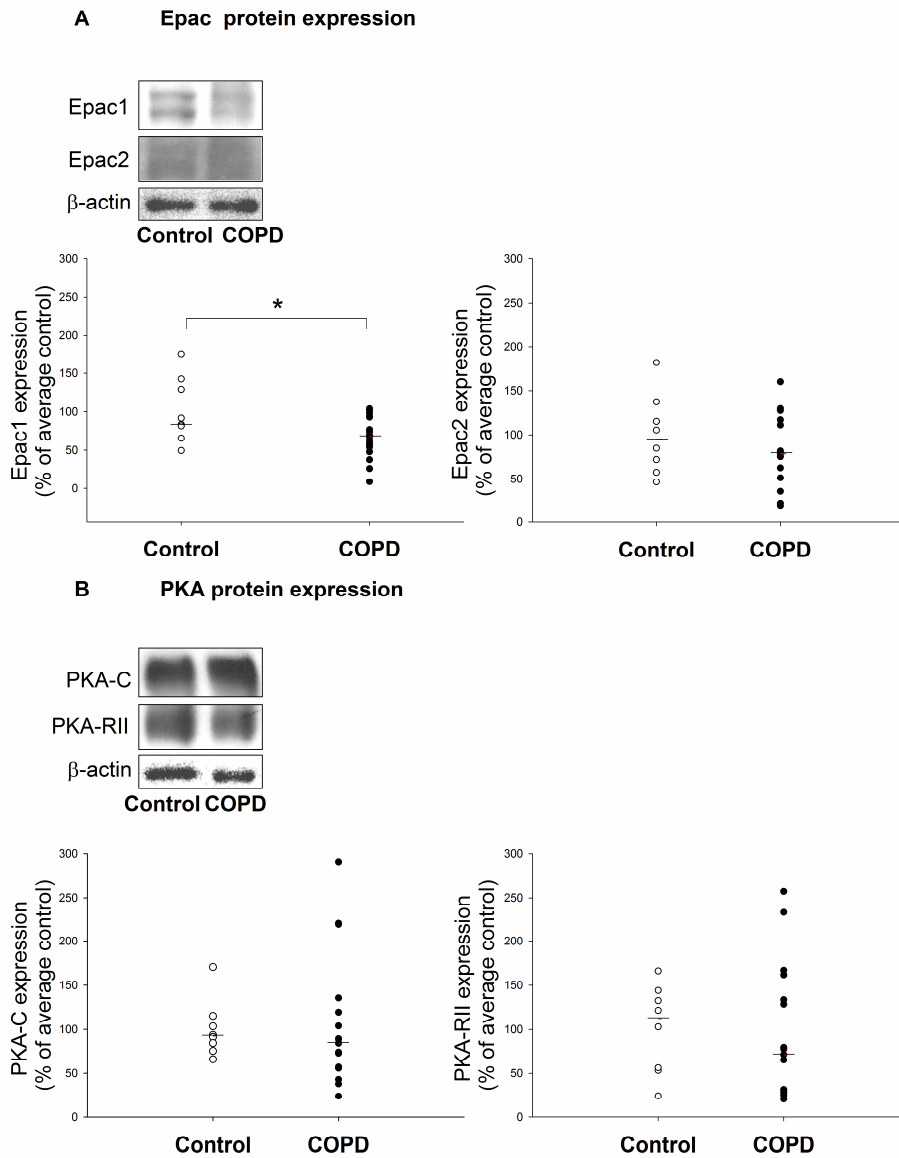 A Epac protein expression
Epac1
Epac2
β-actin
Control COPD
Epac1 expression
(% of average control)
300
250
200
150
100
50
0
*
Control COPD
Epac2 expression
(% of average control)
300
250
200
150
100
50
0
Control COPD
B PKA protein expression
PKA-C
PKA-RII
β-actin
Control COPD
PKA-C expression
(% of average control)
300
250
200
150
100
50
0
Control COPD
PKA-RII expression
(% of average control)
300
250
200
150
100
50
0
Control COPD